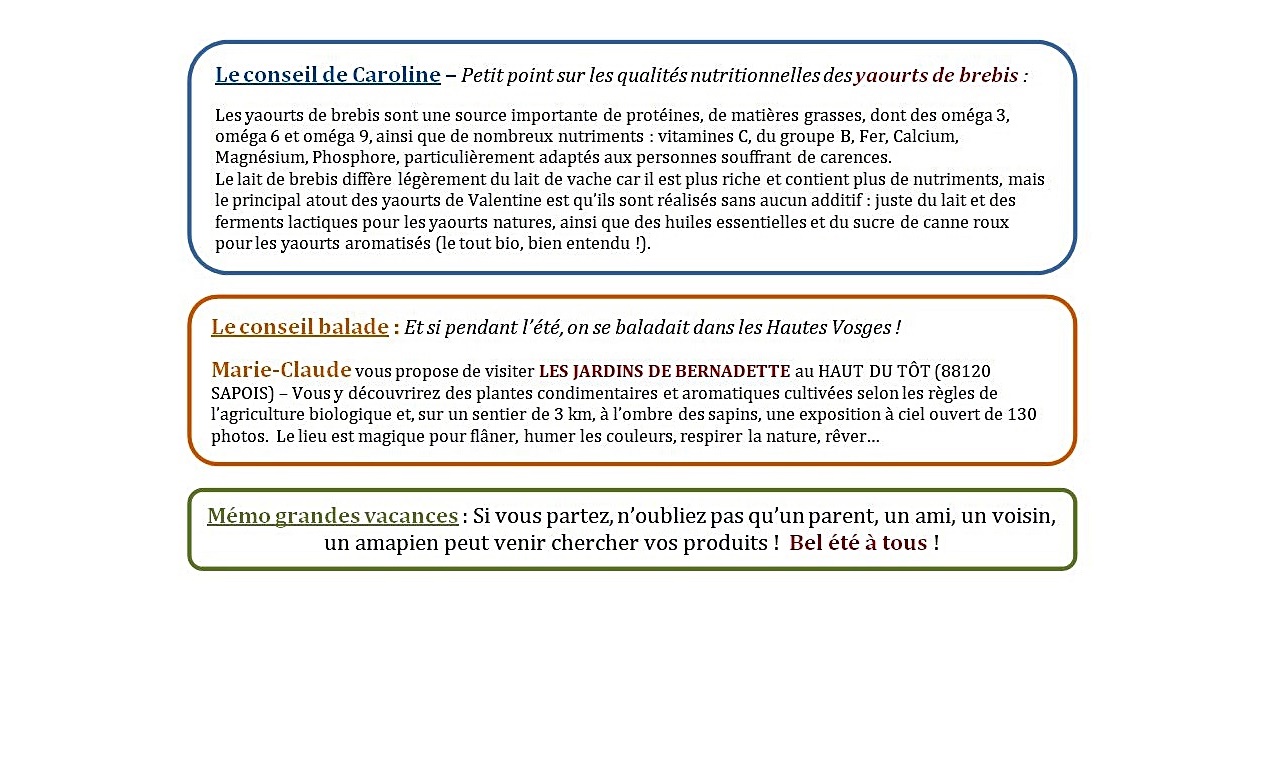 Le conseil de Caroline – Petit point sur les qualités nutritionnelles des yaourts de brebis :
Les yaourts de brebis sont une source importante de protéines, de matières grasses, dont des oméga 3,
oméga 6 et oméga 9, ainsi que de nombreux nutriments : vitamines C, du groupe B, Fer, Calcium,
Magnésium, Phosphore, particulièrement adaptés aux personnes souffrant de carences.
Le lait de brebis diffère légèrement du lait de vache car il est plus riche et contient plus de nutriments, mais
le principal atout des yaourts de Valentine est qu'ils sont réalisés sans aucun additif : juste du lait et des
ferments lactiques pour les yaourts natures, ainsi que des huiles essentielles et du sucre de canne roux
pour les yaourts aromatisés (le tout bio, bien entendu !).
Le conseil balade : Et si pendant l'été, on se baladait dans les Hautes Vosges !
Marie-Claude vous propose de visiter LES JARDINS DE BERNADETTE au HAUT DU TÔT (88120
SAPOIS) – Vous y découvrirez des plantes condimentaires et aromatiques cultivées selon les règles de
l'agriculture biologique et, sur un sentier de 3 km, à l'ombre des sapins, une exposition à ciel ouvert de 130
photos. Le lieu est magique pour flâner, humer les couleurs, respirer la nature, rêver…
Mémo grandes vacances : Si vous partez, n'oubliez pas qu'un parent, un ami, un voisin,
un amapien peut venir chercher vos produits ! Bel été à tous !